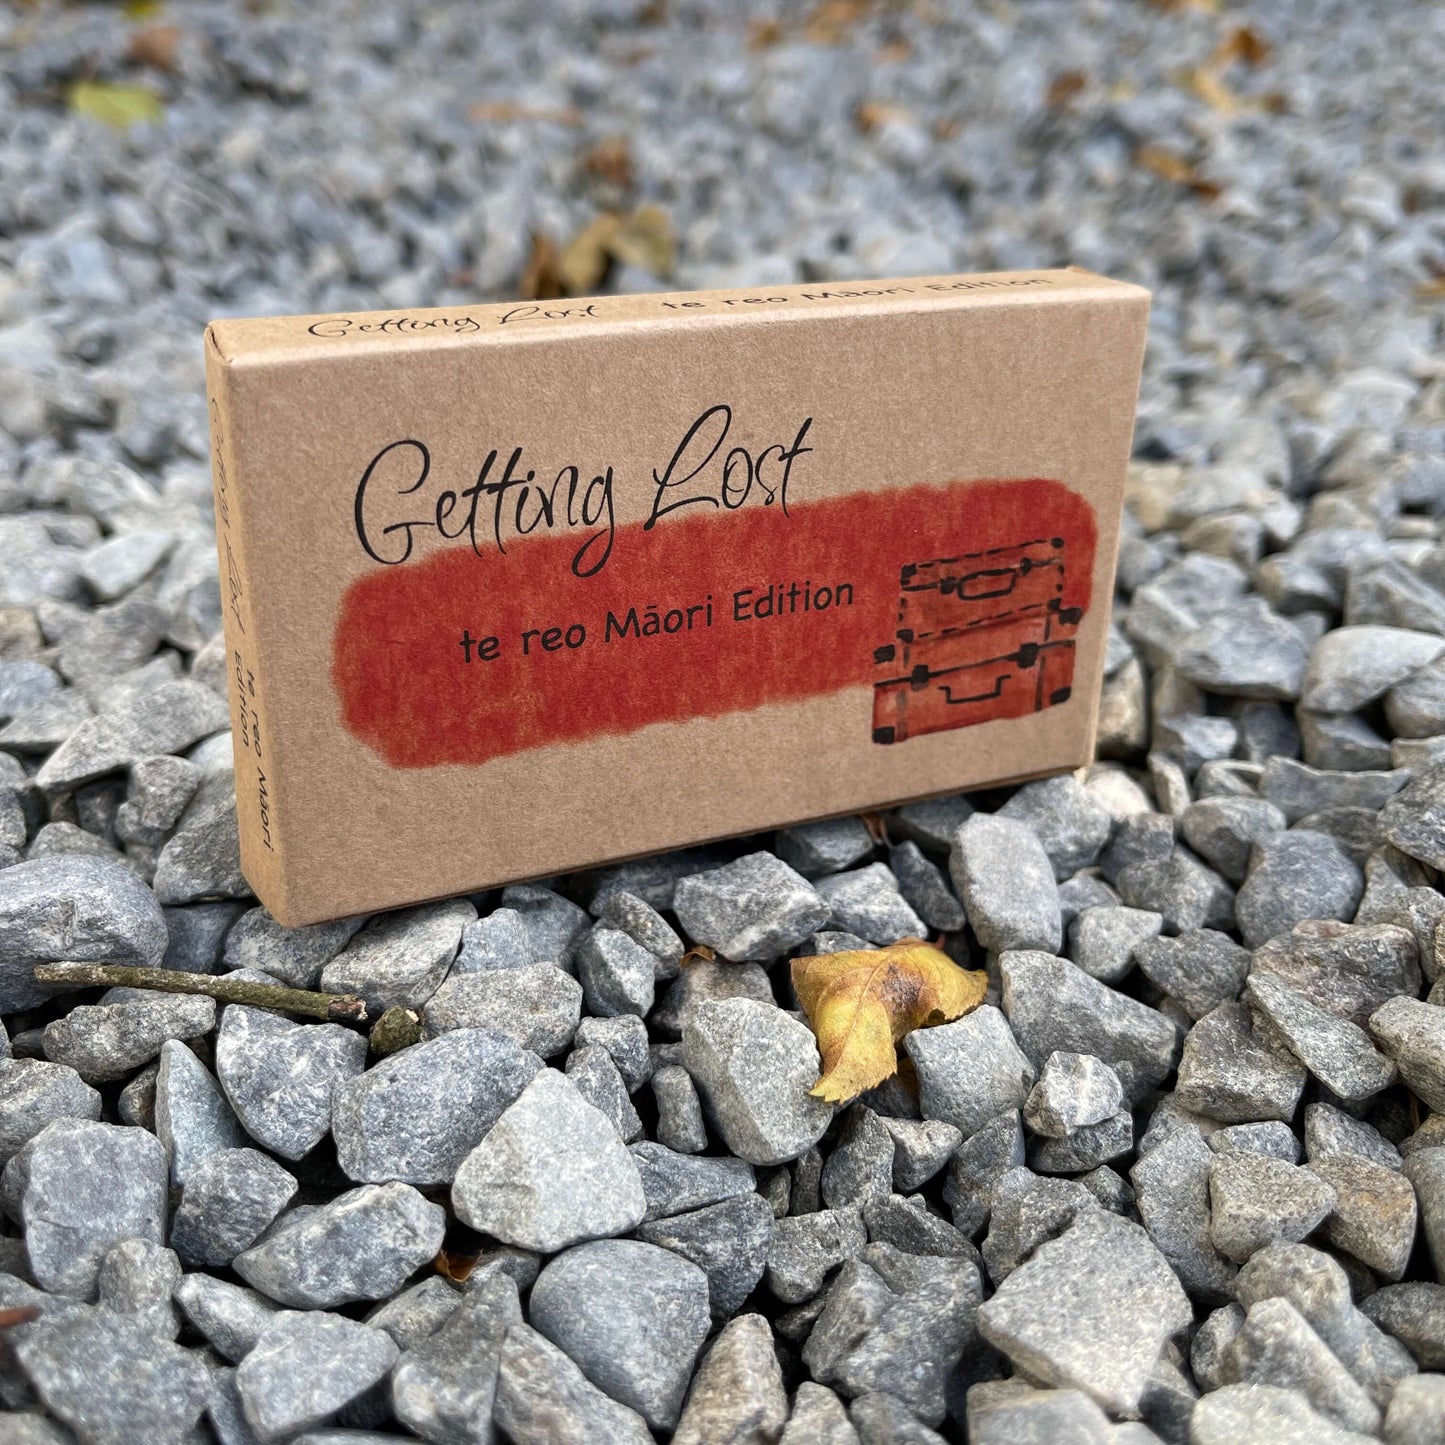 Getting Lost te reo Māori Edition
Getting Lost
te reo Māori Edition
Getting Lost te reo Māori
Edition